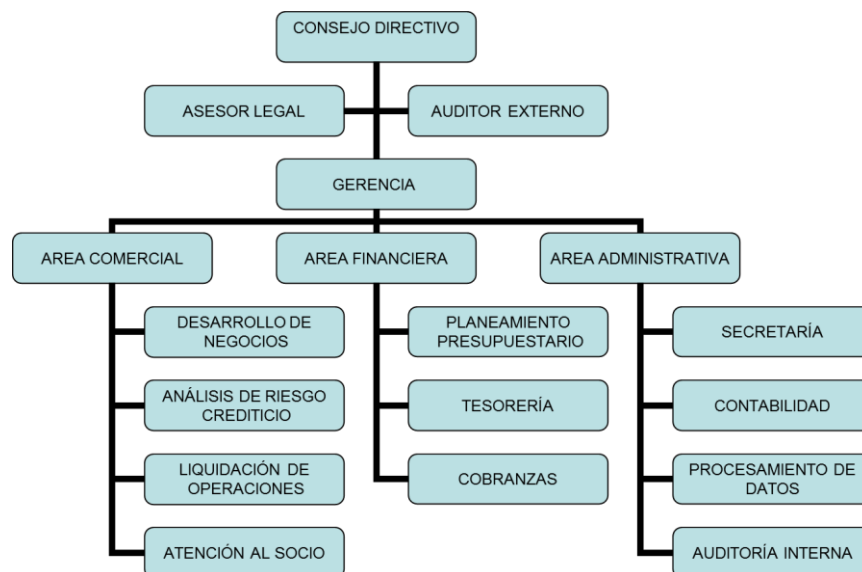 CONSEJO DIRECTIVO
ASESOR LEGAL
AUDITOR EXTERNO
GERENCIA
AREA COMERCIAL
AREA FINANCIERA
AREA ADMINISTRATIVA
DESARROLLO DE
NEGOCIOS
PLANEAMIENTO
PRESUPUESTARIO
SECRETARÍA
ANÁLISIS DE RIESGO
CREDITICIO
TESORERÍA
CONTABILIDAD
LIQUIDACIÓN DE
OPERACIONES
COBRANZAS
PROCESAMIENTO DE
DATOS
ATENCIÓN AL SOCIO
AUDITORÍA INTERNA